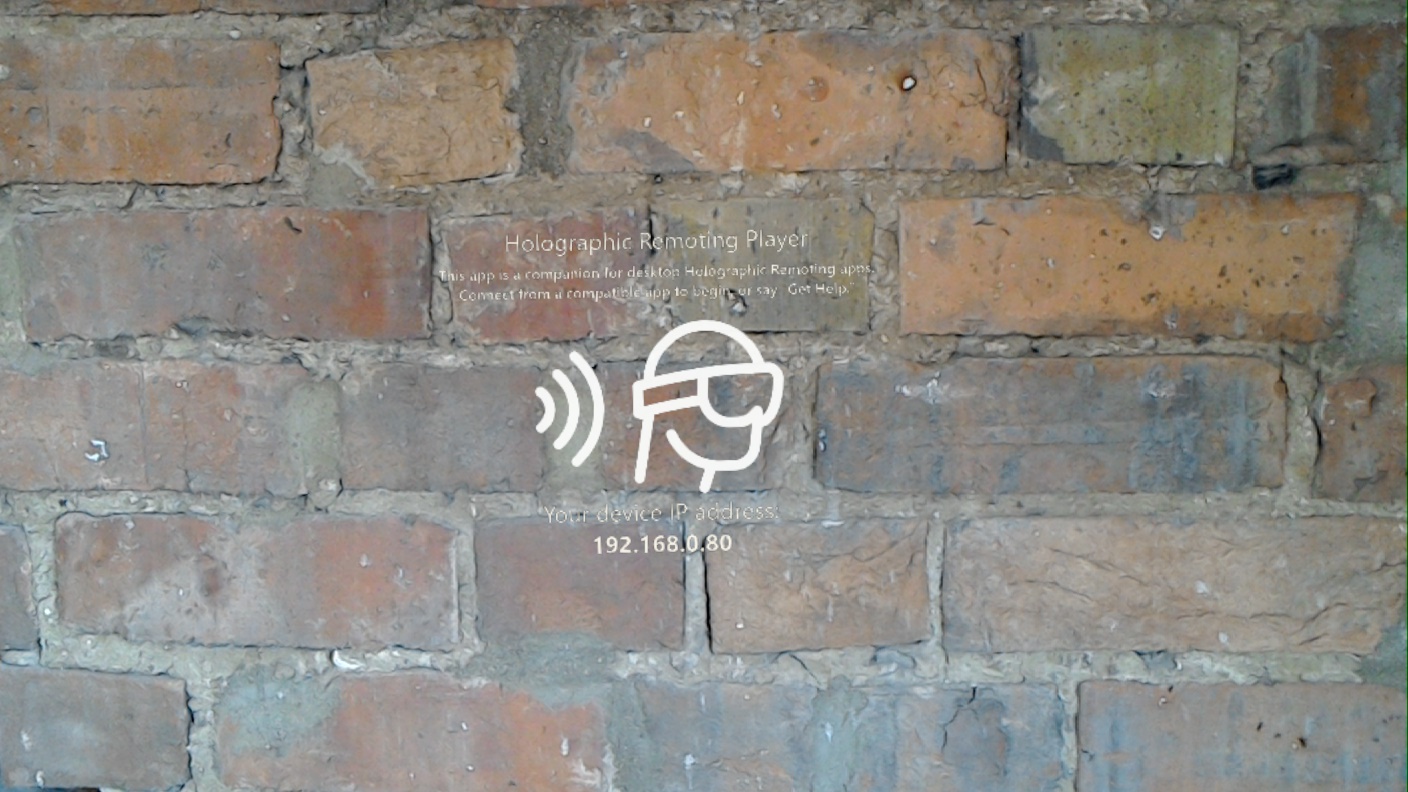 Holographic Remoting Player
This app is a companion for desktop Holographic Remoting apps.
Connect from a compatible app to begin, or say "Get Help."
Your device IP address:
192.168.0.80